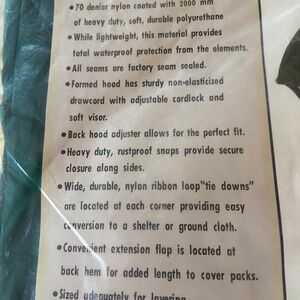 •70 denier nylon coated with 2000 mm
of heavy duty, soft, durable polyurethane
•While lightweight, this material provides
total waterproof protection from the elements.
•All seams are factory seam sealed.
•Formed hood has sturdy non-elasticized
drawcord with adjustable cordlock and
soft visor.
•Back hood adjuster allows for the perfect fit.
•Heavy duty, rustproof snaps provide secure
closure along sides.
•Wide, durable, nylon ribbon loop "tie downs"
are located at each corner providing easy
conversion to a shelter or ground cloth.
•Convenient extension flap is located at
back hem for added length to cover packs.
•Sized adequately for layering